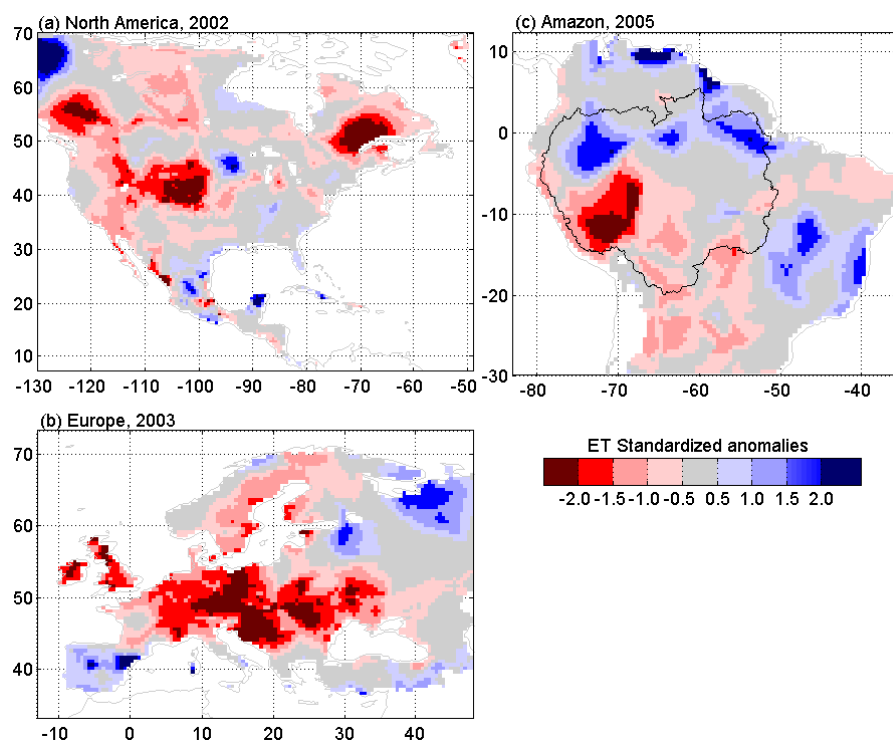 (a) North America, 2002
70
60
50
40
30
20
10
-130 -120 -110 -100 -90 -80 -70 -60 -50
(c) Amazon, 2005
10
0
-10
-20
-30
-80 -70 -60 -50 -40
(b) Europe, 2003
70
60
50
40
-10 0 10 20 30 40
ET Standardized anomalies
-2.0 -1.5 -1.0 -0.5 0.5 1.0 1.5 2.0